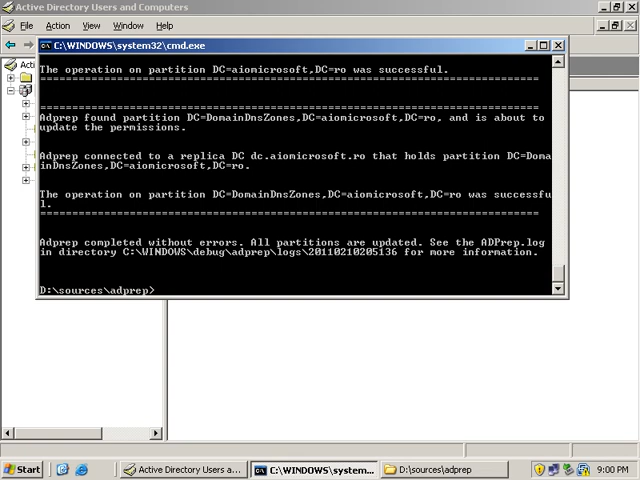 Active Directory Users and Computers
File Action View Window Help
C:\WINDOWS\system32\cmd.exe
Acti
The operation on partition DC=aiomicrosoft,DC=ro was successful.
==============================================================================
==============================================================================
Adprep found partition DC=DomainDnsZones,DC=aiomicrosoft,DC=ro, and is about to
update the permissions.
Adprep connected to a replica DC dc.aiomicrosoft.ro that holds partition DC=Doma
inDnsZones,DC=aiomicrosoft,DC=ro.
The operation on partition DC=DomainDnsZones,DC=aiomicrosoft,DC=ro was successfu
l.
==============================================================================
Adprep completed without errors. All partitions are updated. See the ADPrep.log
in directory C:\WINDOWS\debug\adprep\logs\20110210205136 for more information.
D:\sources\adprep>
Start Active Directory Users a... C:\WINDOWS\system... D:\sources\adprep 9:00 PM